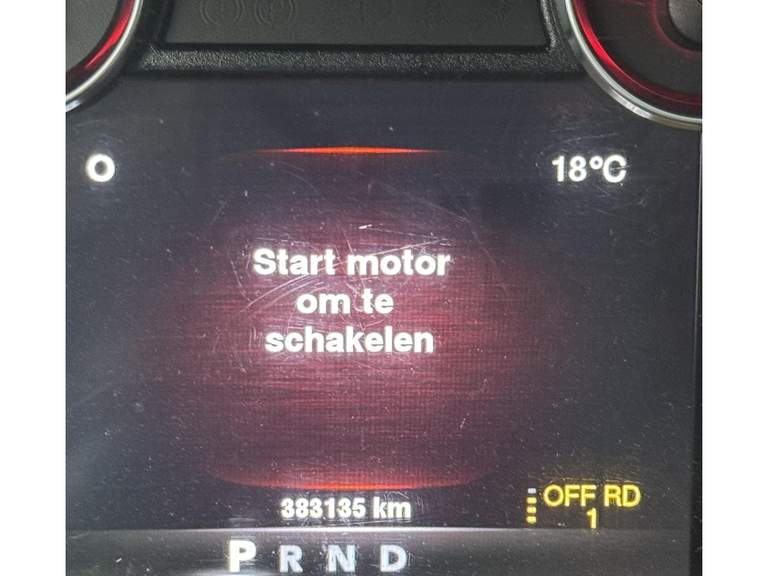 O 18°C
Start motor
om te
schakelen
383135 km
OFF RD
1
P R N D